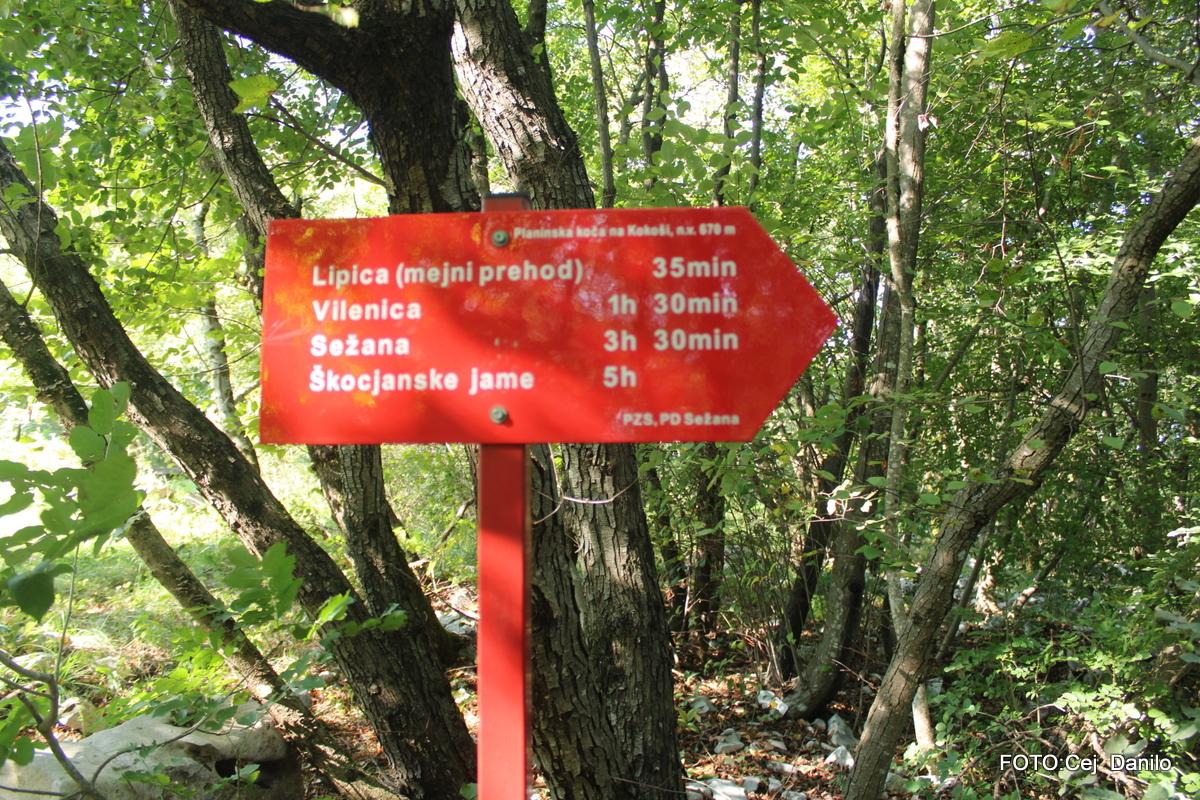 Planinska koča na Kokoši, n.v. 670 m
Lipica (mejni prehod) 35min
Vilenica 1h 30min
Sežana 3h 30min
Škocjanske jame 5h
PZS, PD Sežana
FOTO:Cej Danilo